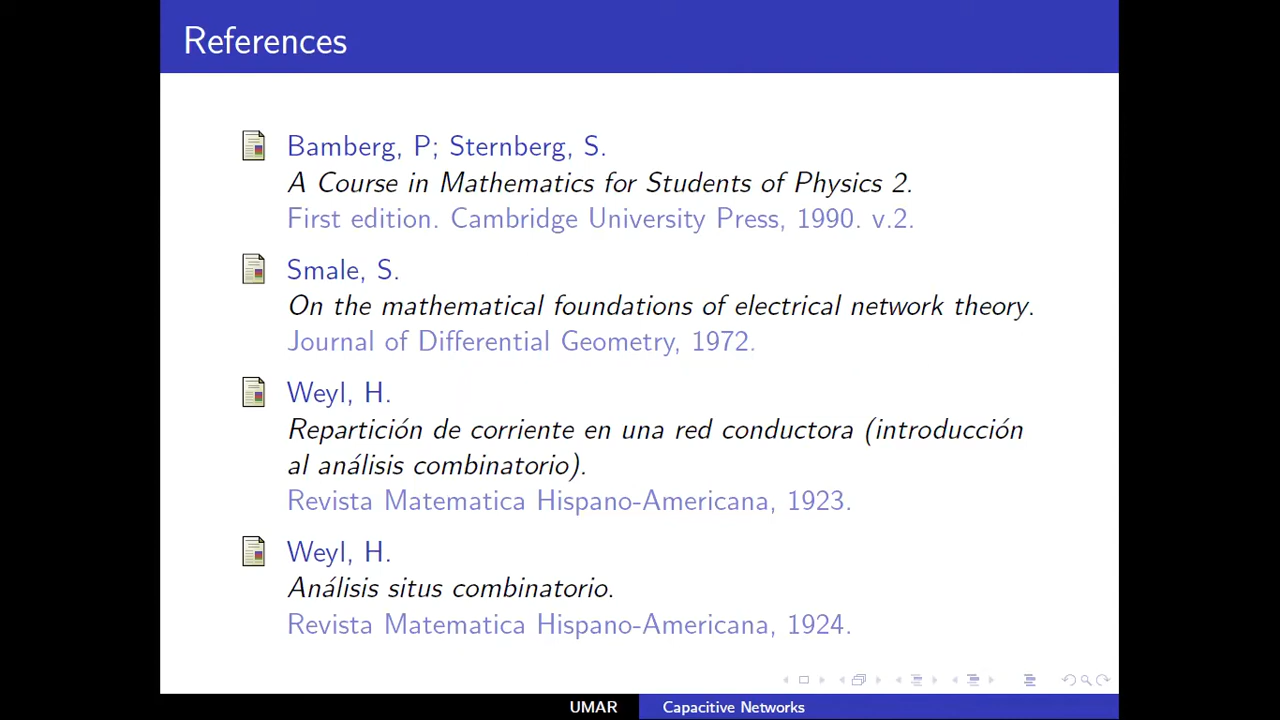 References
Bamberg, P; Sternberg, S.
A Course in Mathematics for Students of Physics 2.
First edition. Cambridge University Press, 1990. v.2.
Smale, S.
On the mathematical foundations of electrical network theory.
Journal of Differential Geometry, 1972.
Weyl, H.
Repartición de corriente en una red conductora (introducción
al análisis combinatorio).
Revista Matematica Hispano-Americana, 1923.
Weyl, H.
Análisis situs combinatorio.
Revista Matematica Hispano-Americana, 1924.
UMAR Capacitive Networks